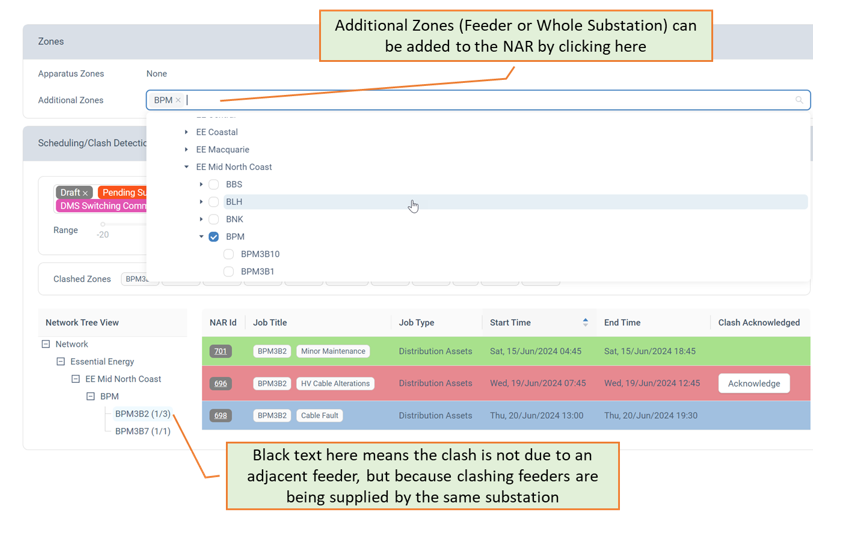 Additional Zones (Feeder or Whole Substation) can
be added to the NAR by clicking here
Zones
Apparatus Zones None
Additional Zones BPM ×
EE Coastal
EE Macquarie
EE Mid North Coast
BBS
BLH
BNK
BPM
BPM3B10
BPM3B1
Scheduling/Clash Detectio
Draft × Pending Su
DMS Switching Comm
Range -20
Clashed Zones BPM3
Network Tree View
Network
Essential Energy
EE Mid North Coast
BPM
BPM3B2 (1/3)
BPM3B7 (1/1)
NAR Id Job Title Job Type Start Time End Time Clash Acknowledged
701 BPM3B2 Minor Maintenance Distribution Assets Sat, 15/Jun/2024 04:45 Sat, 15/Jun/2024 18:45
696 BPM3B2 HV Cable Alterations Distribution Assets Wed, 19/Jun/2024 07:45 Wed, 19/Jun/2024 12:45 Acknowledge
698 BPM3B2 Cable Fault Distribution Assets Thu, 20/Jun/2024 13:00 Thu, 20/Jun/2024 19:30
Black text here means the clash is not due to an
adjacent feeder, but because clashing feeders are
being supplied by the same substation